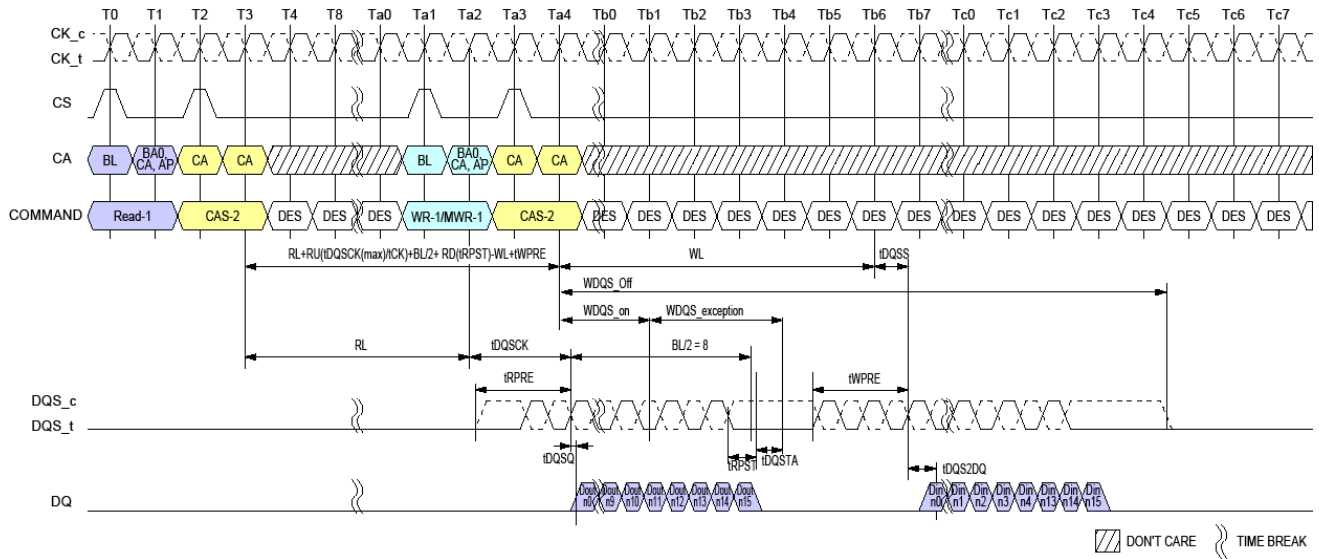 T0 T1 T2 T3 T4 T8 Ta0 Ta1 Ta2 Ta3 Ta4 Tb0 Tb1 Tb2 Tb3 Tb4 Tb5 Tb6 Tb7 Tc0 Tc1 Tc2 Tc3 Tc4 Tc5 Tc6 Tc7
CK_c
CK_t
CS
CA BL BA0, CA, AP CA CA BL BA0, CA, AP CA CA
COMMAND Read-1 CAS-2 DES DES DES WR-1/MWR-1 CAS-2 DES DES DES DES DES DES DES DES DES DES DES DES DES DES DES DES
RL+RU(tDQSCK(max)/tCK)+BL/2+ RD(tRPST)-WL+tWPRE WL tDQSS
WDQS_Off
WDQS_on WDQS_exception
RL tDQSCK BL/2 = 8
tRPRE tWPRE
DQS_c
DQS_t
tDQSQ tRPST tDQSTA tDQS2DQ
DQ Dout n0 Dout n9 Dout n10 Dout n11 Dout n12 Dout n13 Dout n14 Dout n15 Din n0 Din n1 Din n2 Din n3 Din n4 Din n13 Din n14 Din n15
DON'T CARE TIME BREAK